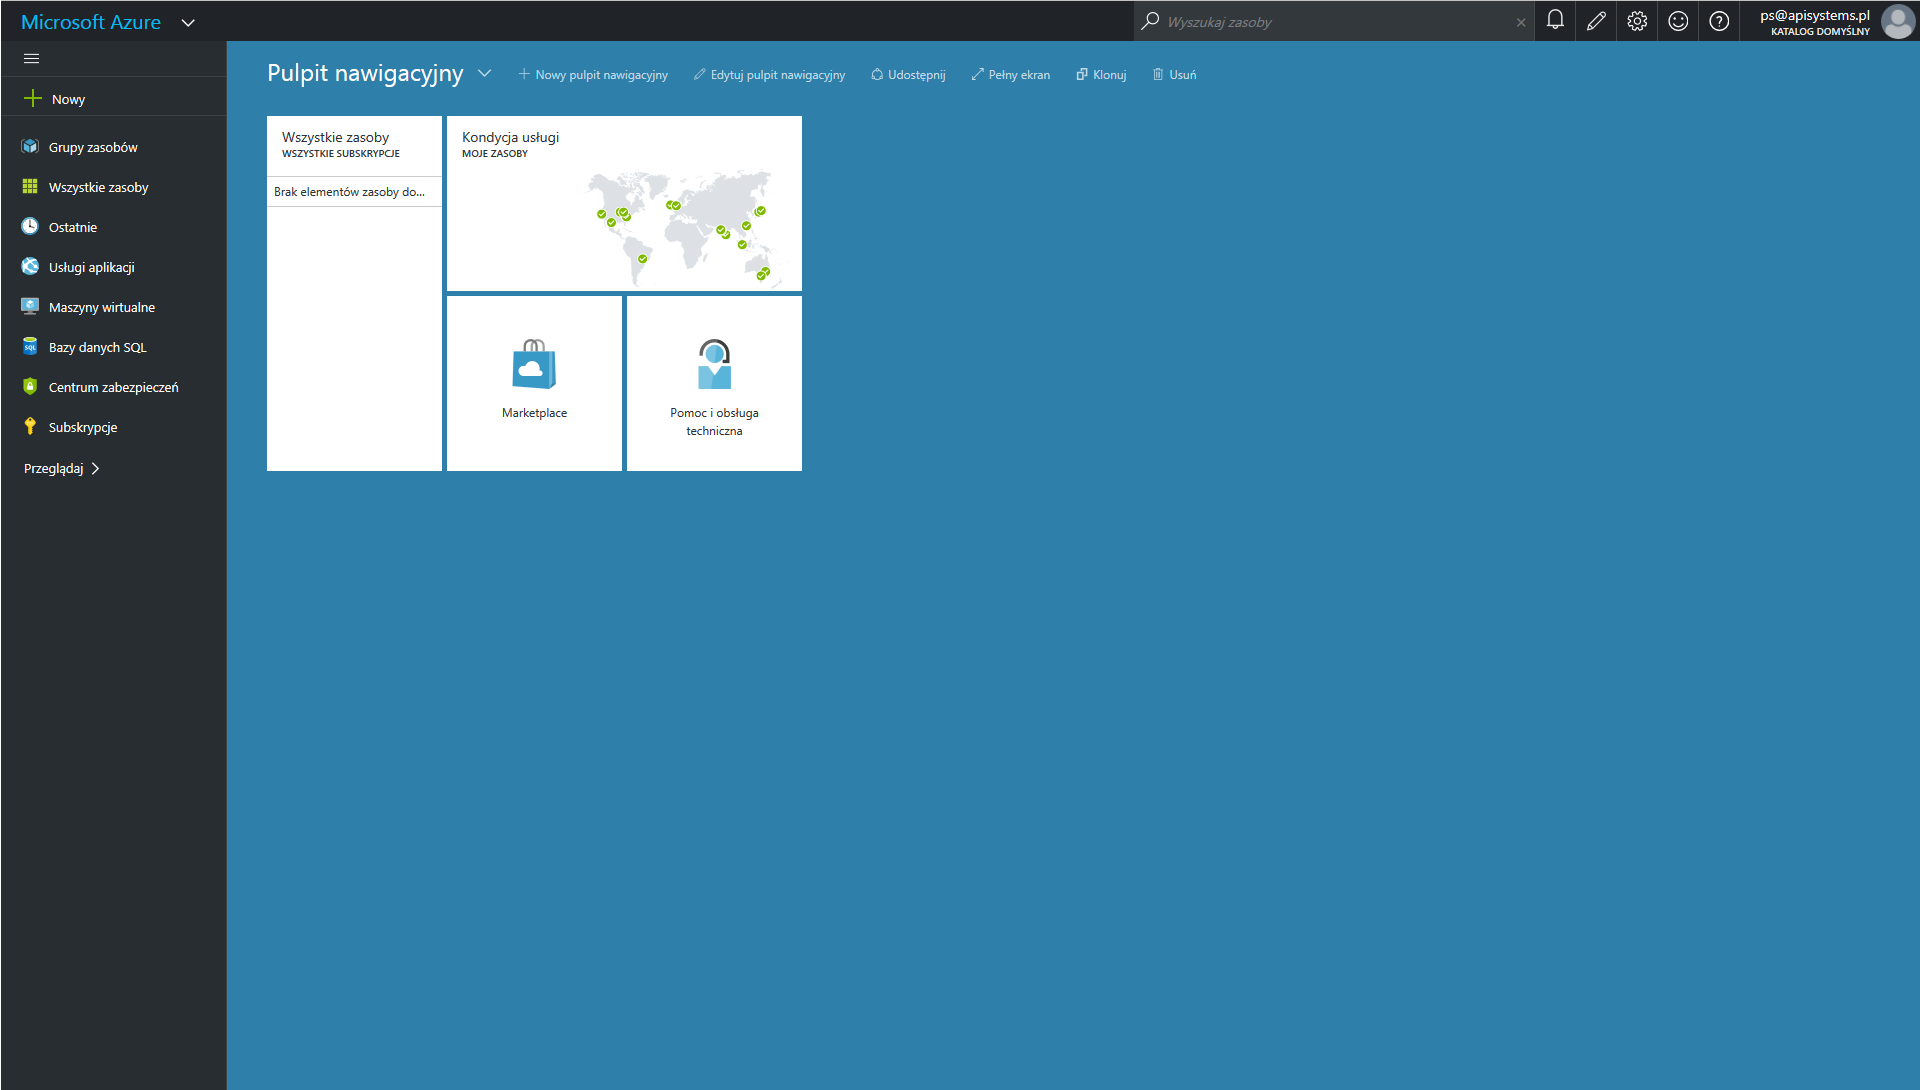 Microsoft Azure
Wyszukaj zasoby
ps@apisystems.pl
KATALOG DOMYŚLNY
Nowy
Grupy zasobów
Wszystkie zasoby
Ostatnie
Usługi aplikacji
Maszyny wirtualne
Bazy danych SQL
Centrum zabezpieczeń
Subskrypcje
Przeglądaj
Pulpit nawigacyjny
Nowy pulpit nawigacyjny
Edytuj pulpit nawigacyjny
Udostępnij
Pełny ekran
Klonuj
Usuń
Wszystkie zasoby
WSZYSTKIE SUBSKRYPCJE
Brak elementów zasoby do...
Kondycja usługi
MOJE ZASOBY
Marketplace
Pomoc i obsługa
techniczna